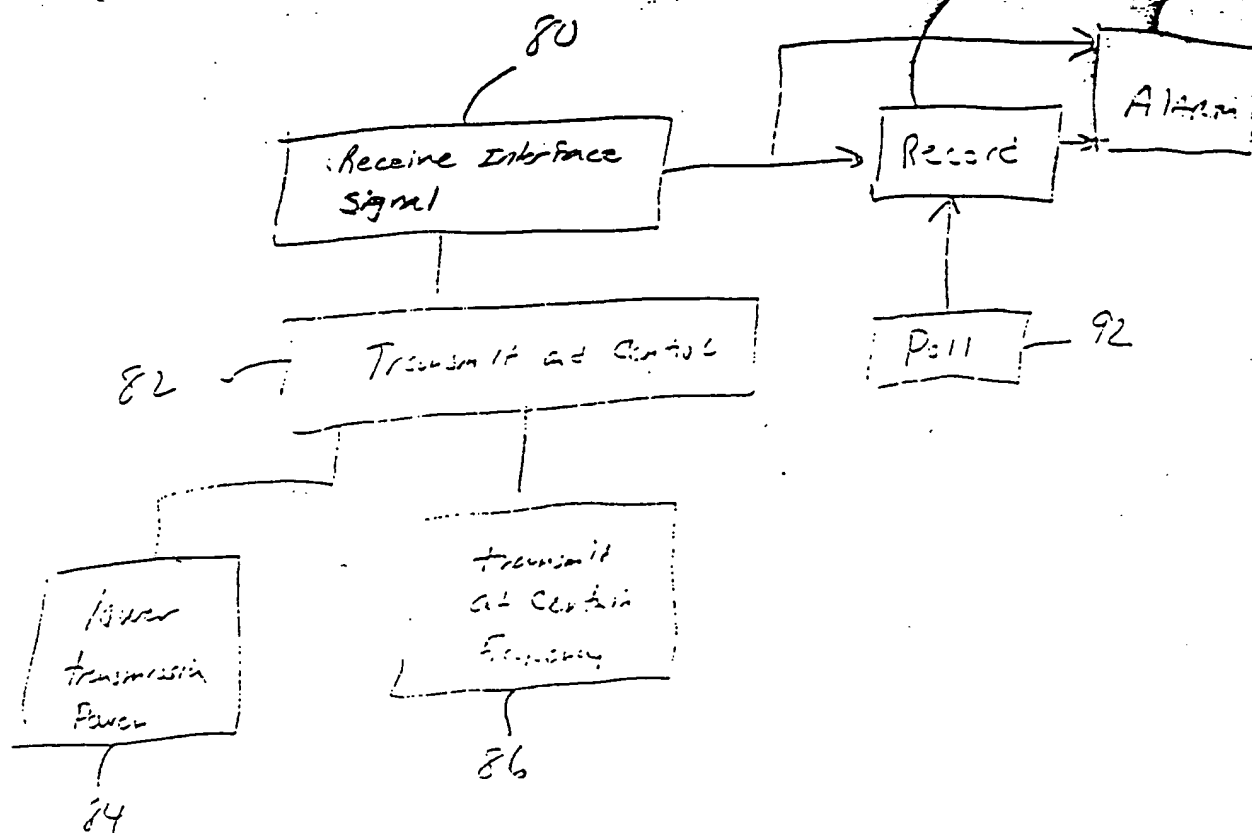 80
Receive Interface
Signal
Record
Alarm
82
Transmit at Control
Poll
92
lower
transmission
Power
transmit
at Certain
Frequency
84
86